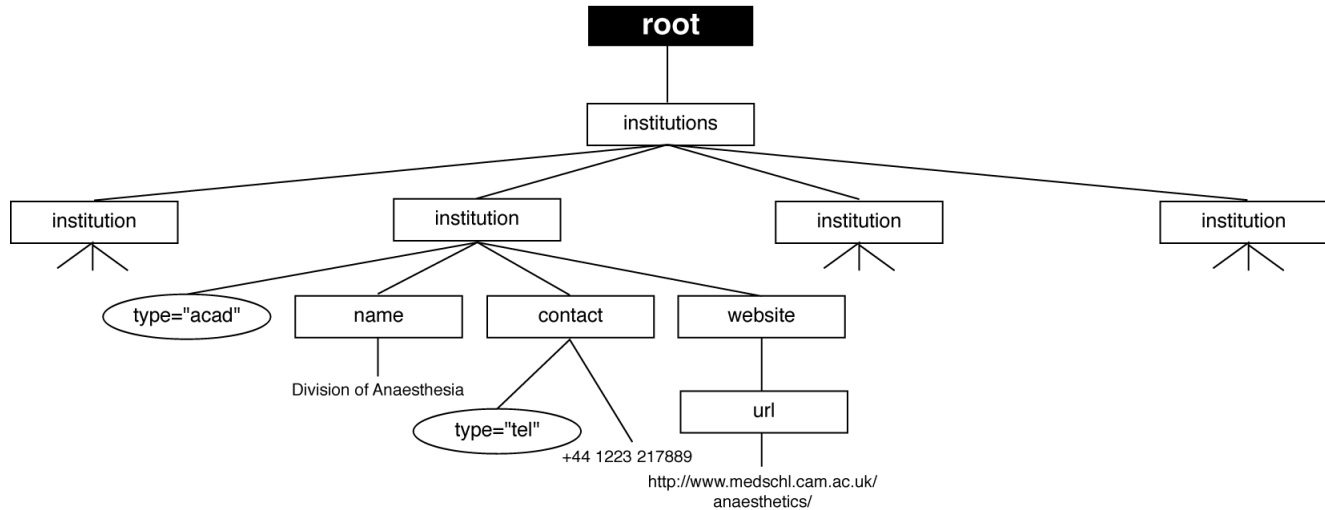 root
institutions
institution
institution
institution
institution
type="acad"
name
contact
website
Division of Anaesthesia
url
type="tel"
+44 1223 217889
http://www.medschl.cam.ac.uk/
anaesthetics/